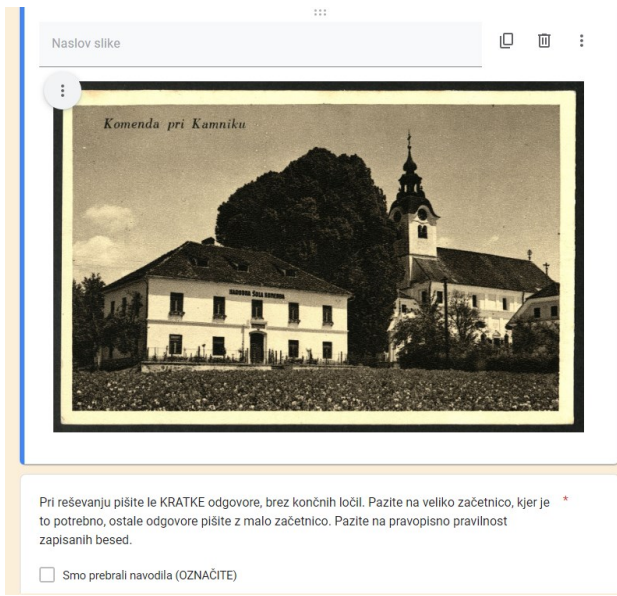 Naslov slike
Komenda pri Kamniku
NARODNA ŠOLA KOMENDA
Pri reševanju pišite le KRATKE odgovore, brez končnih ločil. Pazite na veliko začetnico, kjer je *
to potrebno, ostale odgovore pišite z malo začetnico. Pazite na pravopisno pravilnost
zapisanih besed.
Smo prebrali navodila (OZNAČITE)